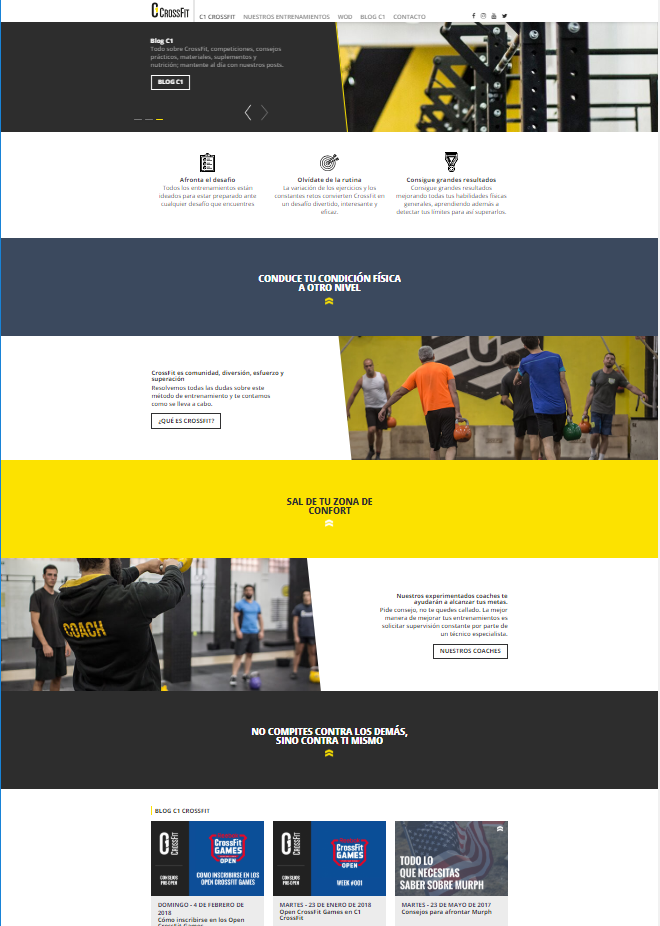 C CROSSFIT
C1 CROSSFIT NUESTROS ENTRENAMIENTOS WOD BLOG C1 CONTACTO
Blog C1
Todo sobre CrossFit, competiciones, consejos
prácticos, materiales, suplementos y
nutrición; mantente al día con nuestros posts.
BLOG C1
Afronta el desafío
Todos los entrenamientos están
ideados para estar preparado ante
cualquier desafío que encuentres
Olvídate de la rutina
La variación de los ejercicios y los
constantes retos convierten CrossFit en
un desafío divertido, interesante y
eficaz.
Consigue grandes resultados
Consigue grandes resultados
mejorando todas tus habilidades físicas
generales, aprendiendo además a
detectar tus límites para así superarlos.
CONDUCE TU CONDICIÓN FÍSICA
A OTRO NIVEL
CrossFit es comunidad, diversión, esfuerzo y
superación
Resolvemos todas las dudas sobre este
método de entrenamiento y te contamos
como se lleva a cabo.
¿QUÉ ES CROSSFIT?
SAL DE TU ZONA DE
CONFORT
COACH
Nuestros experimentados coaches te
ayudarán a alcanzar tus metas.
Pide consejo, no te quedes callado. La mejor
manera de mejorar tus entrenamientos es
solicitar supervisión constante por parte de
un técnico especialista.
NUESTROS COACHES
NO COMPITES CONTRA LOS DEMÁS,
SINO CONTRA TI MISMO
BLOG C1 CROSSFIT
CROSSFIT
CONSEJOS
PRE-OPEN
CrossFit
GAMES
OPEN
COMO INSCRIBIRSE EN LOS
OPEN CROSSFIT GAMES
DOMINGO - 4 DE FEBRERO DE
2018
Cómo inscribirse en los Open
CrossFit Games
CROSSFIT
CONSEJOS
PRE-OPEN
CrossFit
GAMES
OPEN
WEEK #001
MARTES - 23 DE ENERO DE 2018
Open CrossFit Games en C1
CrossFit
TODO LO
QUE NECESITAS
SABER SOBRE MURPH
MARTES - 23 DE MAYO DE 2017
Consejos para afrontar Murph